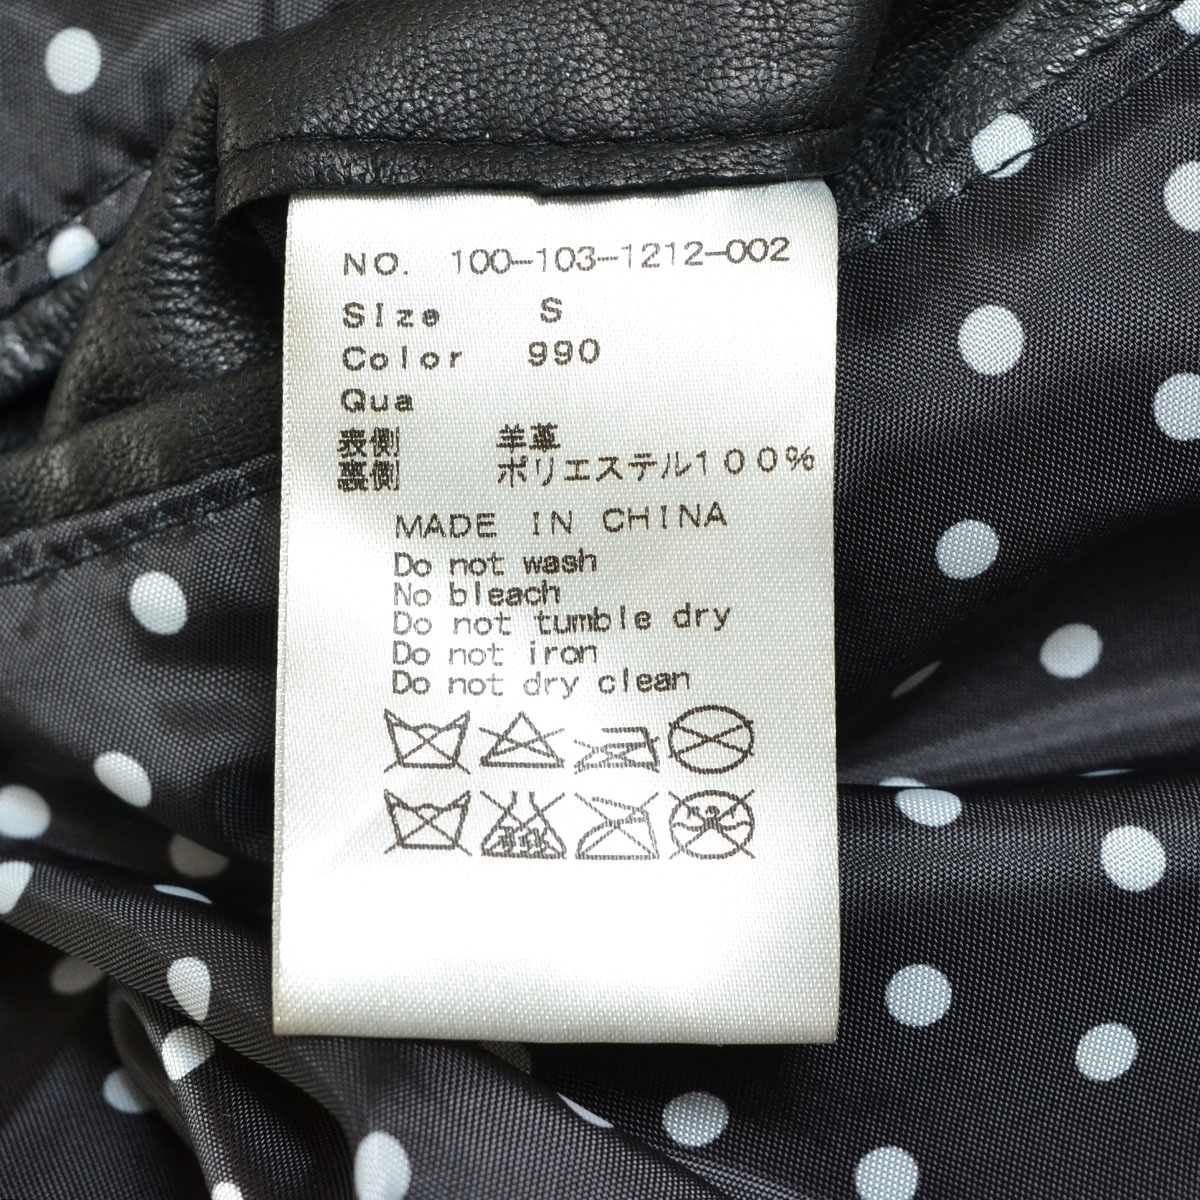 NO. 100-103-1212-002
Size S
Color 990
Qua
表側 羊革
裏側 ポリエステル100%
MADE IN CHINA
Do not wash
No bleach
Do not tumble dry
Do not iron
Do not dry clean